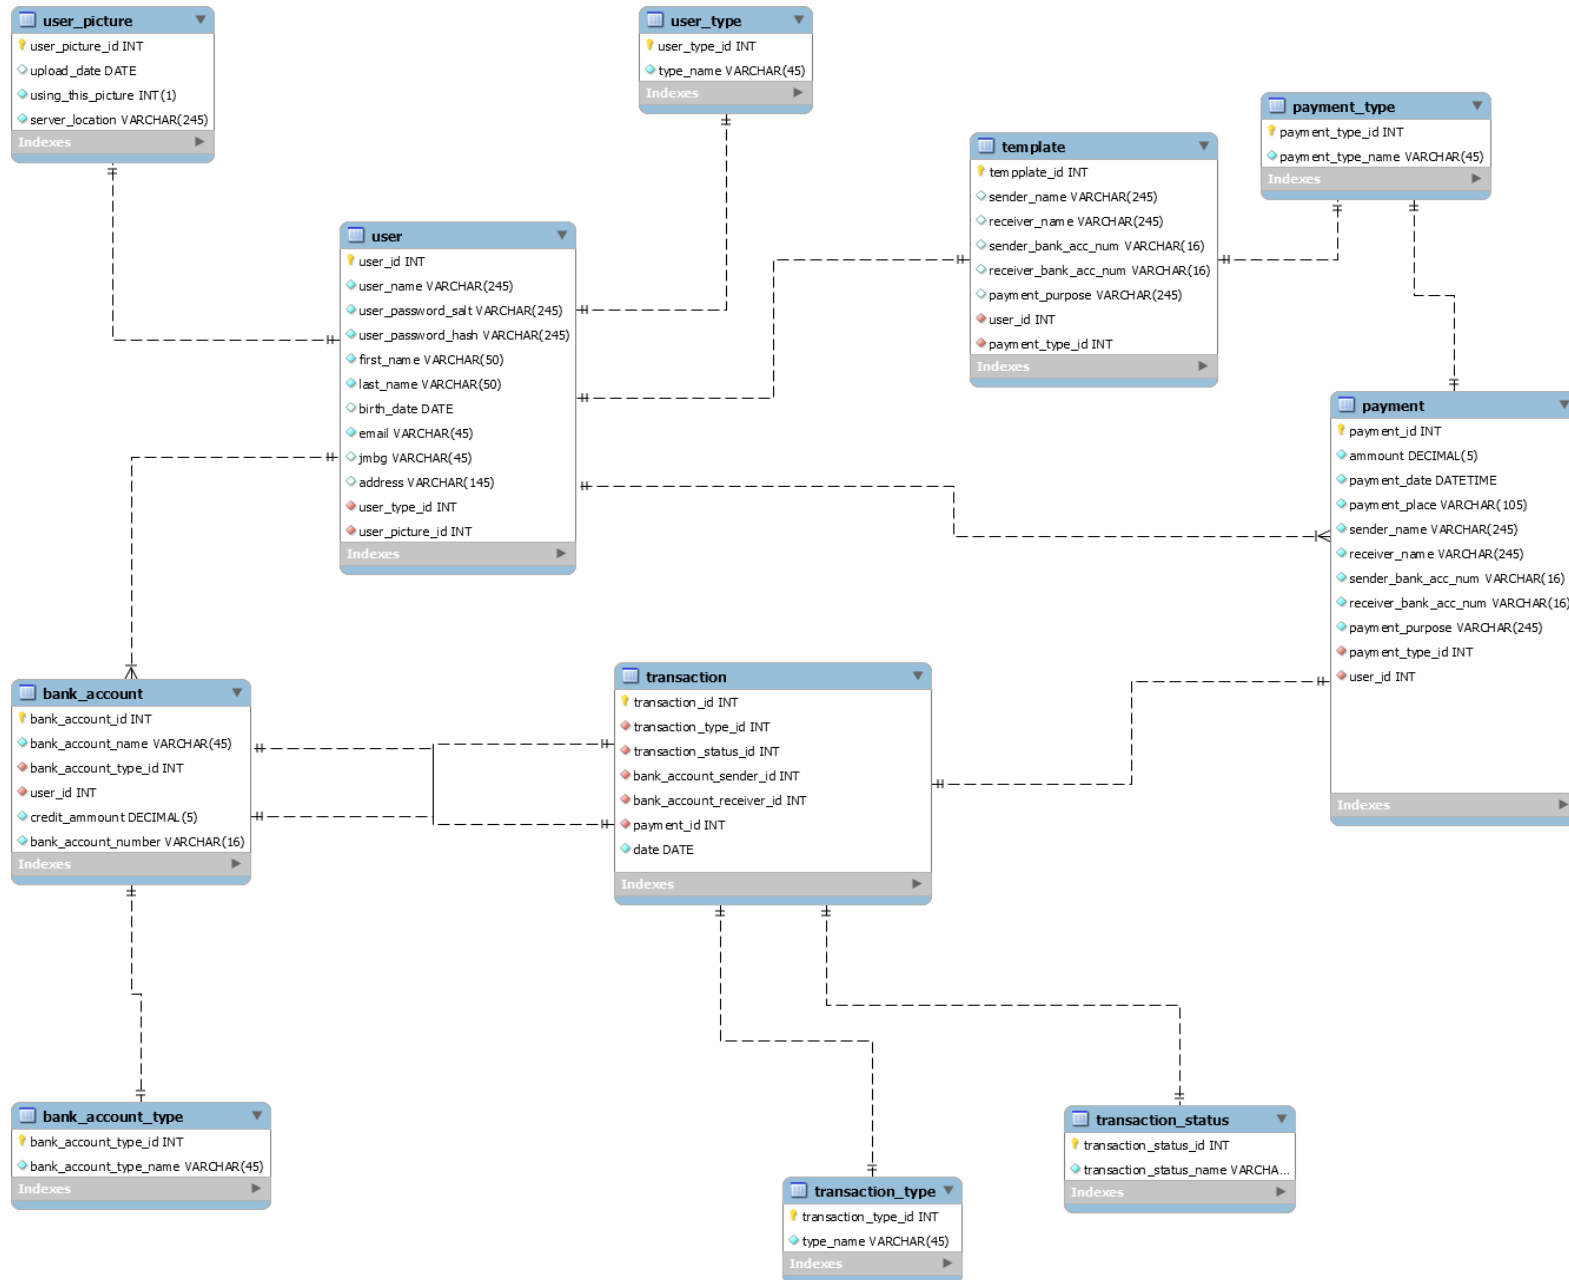 user_picture
user_picture_id INT
upload_date DATE
using_this_picture INT(1)
server_location VARCHAR(245)
Indexes
user_type
user_type_id INT
type_name VARCHAR(45)
Indexes
payment_type
payment_type_id INT
payment_type_name VARCHAR(45)
Indexes
template
tempplate_id INT
sender_name VARCHAR(245)
receiver_name VARCHAR(245)
sender_bank_acc_num VARCHAR(16)
receiver_bank_acc_num VARCHAR(16)
payment_purpose VARCHAR(245)
user_id INT
payment_type_id INT
Indexes
user
user_id INT
user_name VARCHAR(245)
user_password_salt VARCHAR(245)
user_password_hash VARCHAR(245)
first_name VARCHAR(50)
last_name VARCHAR(50)
birth_date DATE
email VARCHAR(45)
jmbg VARCHAR(45)
address VARCHAR(145)
user_type_id INT
user_picture_id INT
Indexes
payment
payment_id INT
ammount DECIMAL(5)
payment_date DATETIME
payment_place VARCHAR(105)
sender_name VARCHAR(245)
receiver_name VARCHAR(245)
sender_bank_acc_num VARCHAR(16)
receiver_bank_acc_num VARCHAR(16)
payment_purpose VARCHAR(245)
payment_type_id INT
user_id INT
Indexes
bank_account
bank_account_id INT
bank_account_name VARCHAR(45)
bank_account_type_id INT
user_id INT
credit_ammount DECIMAL(5)
bank_account_number VARCHAR(16)
Indexes
transaction
transaction_id INT
transaction_type_id INT
transaction_status_id INT
bank_account_sender_id INT
bank_account_receiver_id INT
payment_id INT
date DATE
Indexes
bank_account_type
bank_account_type_id INT
bank_account_type_name VARCHAR(45)
Indexes
transaction_status
transaction_status_id INT
transaction_status_name VARCHA...
Indexes
transaction_type
transaction_type_id INT
type_name VARCHAR(45)
Indexes